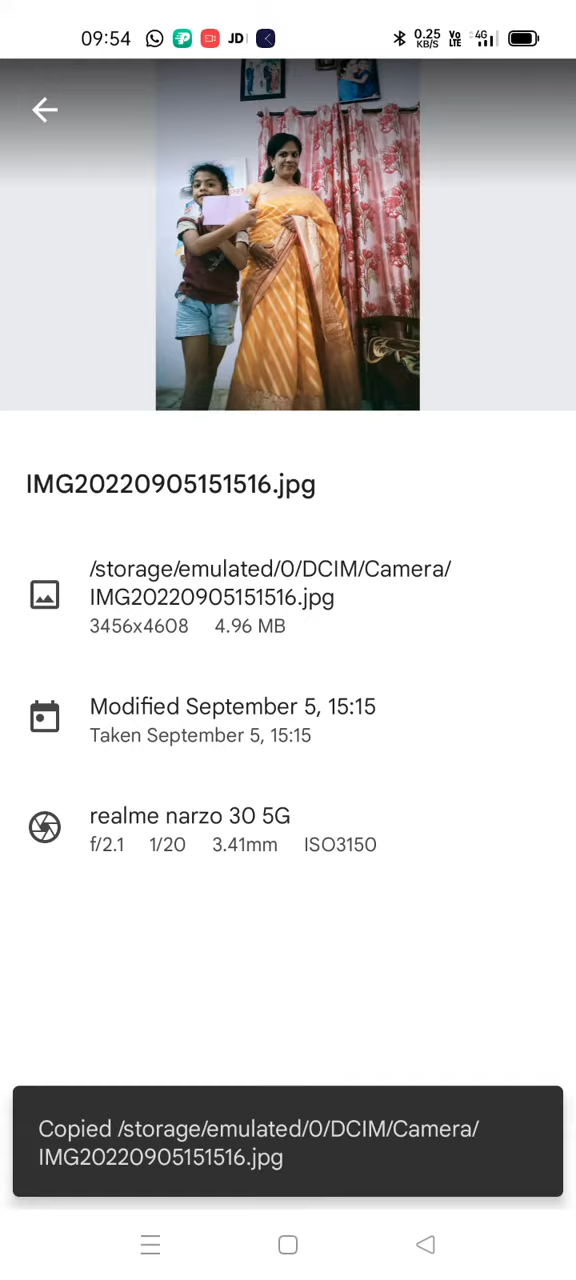 09:54 JD 0.25 KB/S Vo LTE 4G
IMG20220905151516.jpg
/storage/emulated/0/DCIM/Camera/
IMG20220905151516.jpg
3456x4608 4.96 MB
Modified September 5, 15:15
Taken September 5, 15:15
realme narzo 30 5G
f/2.1 1/20 3.41mm ISO3150
Copied /storage/emulated/0/DCIM/Camera/
IMG20220905151516.jpg